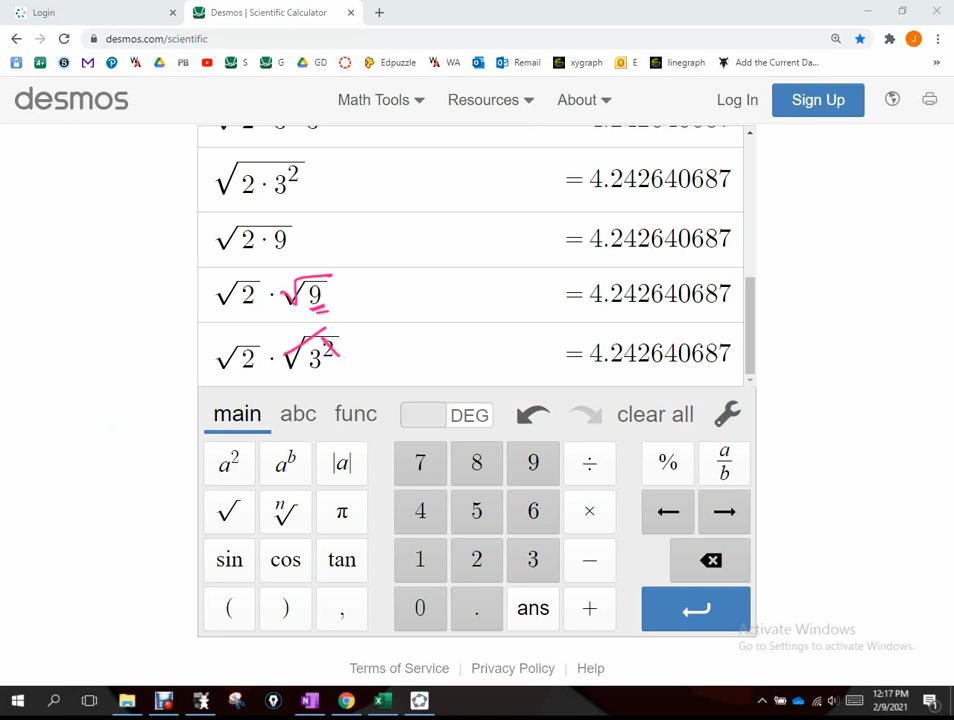 Login
Desmos | Scientific Calculator
desmos.com/scientific
J
A+ S M P W PB S G GD Edpuzzle WA Remail xygraph E linegraph Add the Current Da... »
desmos Math Tools Resources About Log In Sign Up
= 4.242640687
√2 · 3² = 4.242640687
√2 · 9 = 4.242640687
√2 · √9 = 4.242640687
√2 · √3² = 4.242640687
main abc func DEG clear all
a² aᵇ |a| 7 8 9 ÷ % a/b
√ ⁿ√ π 4 5 6 × ← →
sin cos tan 1 2 3 −
( ) , 0 . ans +
Activate Windows
Go to Settings to activate Windows.
Terms of Service | Privacy Policy | Help
12:17 PM
2/9/2021